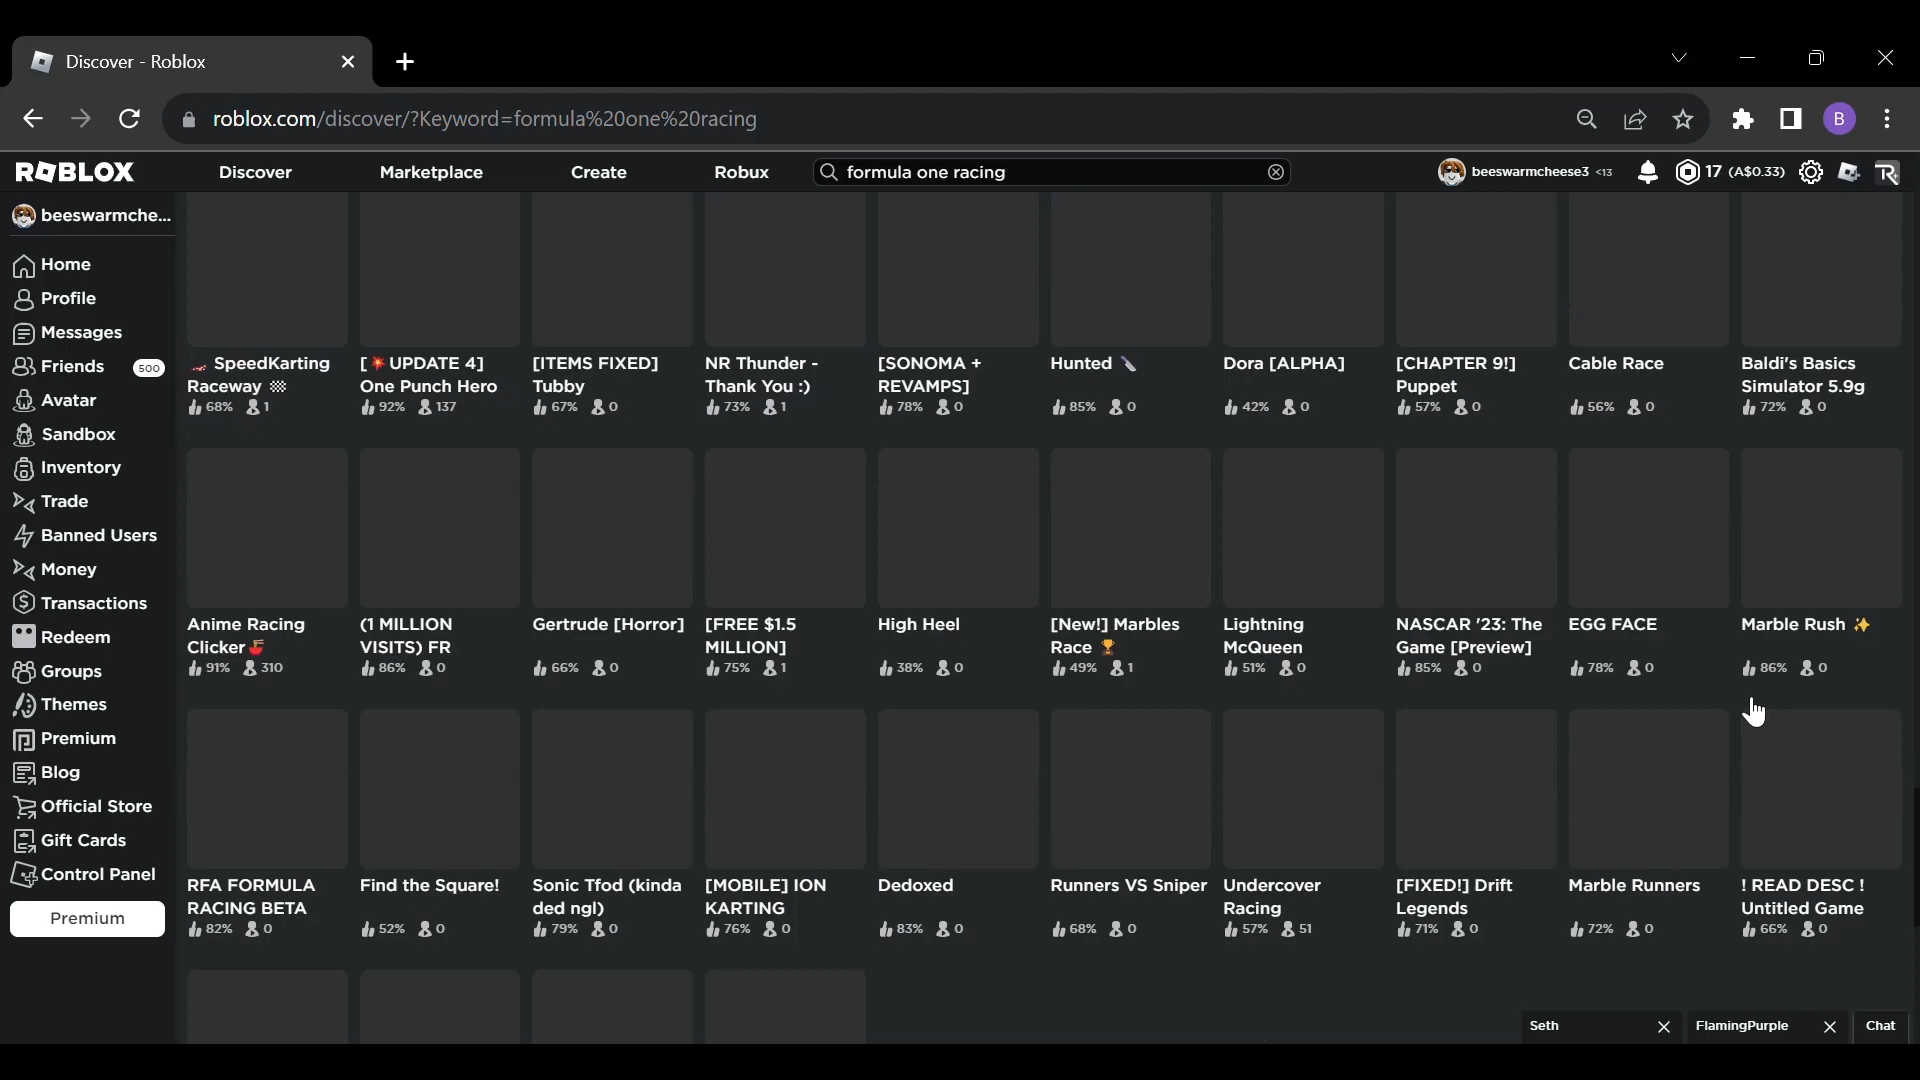 Discover - Roblox
roblox.com/discover/?Keyword=formula%20one%20racing
B
ROBLOX
Discover
Marketplace
Create
Robux
formula one racing
beeswarmcheese3 <13
17 (A$0.33)
beeswarmche...
Home
Profile
Messages
Friends 500
Avatar
Sandbox
Inventory
Trade
Banned Users
Money
Transactions
Redeem
Groups
Themes
Premium
Blog
Official Store
Gift Cards
Control Panel
Premium
🏎️ SpeedKarting
Raceway 🏁
68% 1
[💥UPDATE 4]
One Punch Hero
92% 137
[ITEMS FIXED]
Tubby
67% 0
NR Thunder -
Thank You :)
73% 1
[SONOMA +
REVAMPS]
78% 0
Hunted 🔪
85% 0
Dora [ALPHA]
42% 0
[CHAPTER 9!]
Puppet
57% 0
Cable Race
56% 0
Baldi's Basics
Simulator 5.9g
72% 0
Anime Racing
Clicker🍜
91% 310
(1 MILLION
VISITS) FR
86% 0
Gertrude [Horror]
66% 0
[FREE $1.5
MILLION]
75% 1
High Heel
38% 0
[New!] Marbles
Race 🏆
49% 1
Lightning
McQueen
51% 0
NASCAR '23: The
Game [Preview]
85% 0
EGG FACE
78% 0
Marble Rush ✨
86% 0
RFA FORMULA
RACING BETA
82% 0
Find the Square!
52% 0
Sonic Tfod (kinda
ded ngl)
79% 0
[MOBILE] ION
KARTING
76% 0
Dedoxed
83% 0
Runners VS Sniper
68% 0
Undercover
Racing
57% 51
[FIXED!] Drift
Legends
71% 0
Marble Runners
72% 0
! READ DESC !
Untitled Game
66% 0
Seth
FlamingPurple
Chat